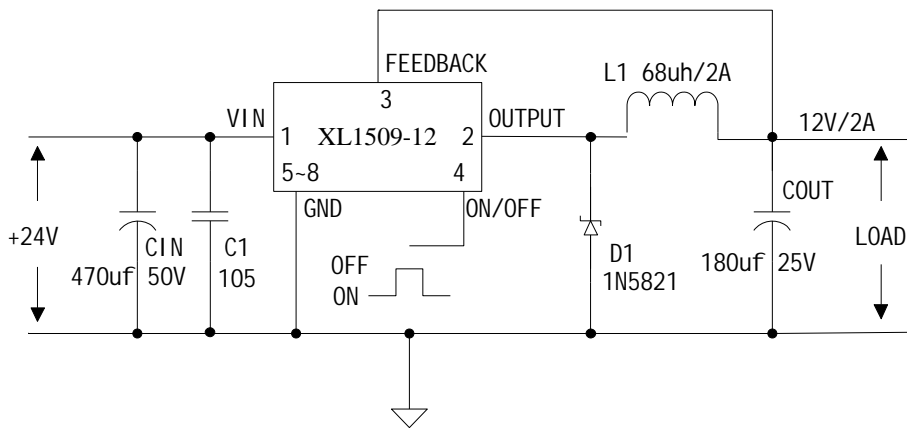 FEEDBACK
L1 68uh/2A
3
VIN
OUTPUT
12V/2A
1
XL1509-12
2
5~8
4
COUT
GND
ON/OFF
+24V
CIN
C1
D1
LOAD
470uf 50V
105
OFF
1N5821
180uf 25V
ON